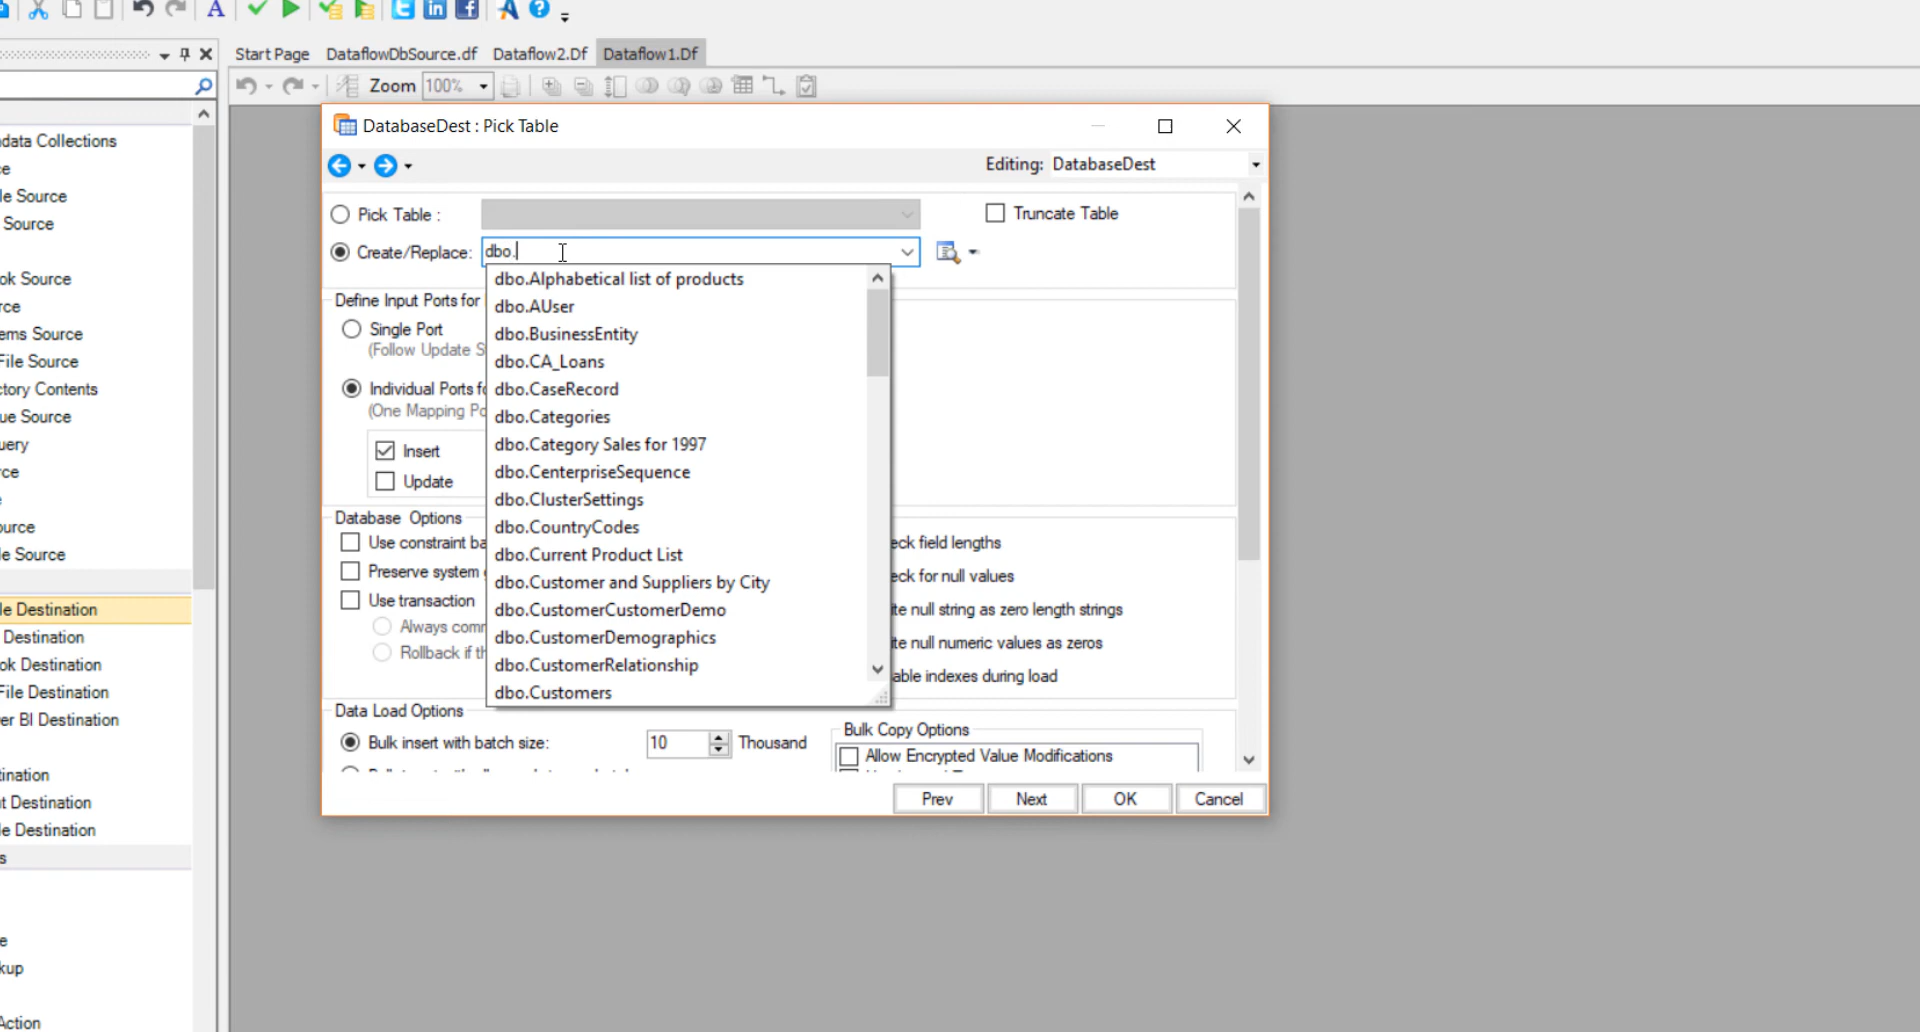 Start Page DataflowDbSource.df Dataflow2.Df Dataflow1.Df
Zoom 100%
data Collections
e
le Source
Source
ok Source
rce
ems Source
File Source
ctory Contents
ue Source
uery
rce
e
ource
le Source
le Destination
Destination
ok Destination
File Destination
er BI Destination
tination
t Destination
le Destination
s
e
kup
Action
DatabaseDest : Pick Table
Editing: DatabaseDest
Pick Table :
Truncate Table
Create/Replace: dbo.
dbo.Alphabetical list of products
dbo.AUser
dbo.BusinessEntity
dbo.CA_Loans
dbo.CaseRecord
dbo.Categories
dbo.Category Sales for 1997
dbo.CenterpriseSequence
dbo.ClusterSettings
dbo.CountryCodes
dbo.Current Product List
dbo.Customer and Suppliers by City
dbo.CustomerCustomerDemo
dbo.CustomerDemographics
dbo.CustomerRelationship
dbo.Customers
Define Input Ports for
Single Port
(Follow Update S
Individual Ports fo
(One Mapping Po
Insert
Update
Database Options
Use constraint ba
Preserve system
Use transaction
Always comm
Rollback if th
eck field lengths
eck for null values
ite null string as zero length strings
ite null numeric values as zeros
able indexes during load
Data Load Options
Bulk insert with batch size: 10 Thousand
Bulk Copy Options
Allow Encrypted Value Modifications
Prev Next OK Cancel